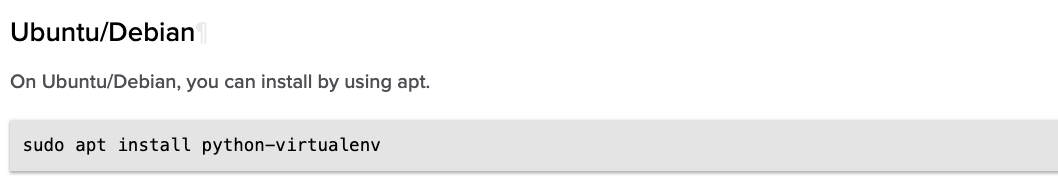 Ubuntu/Debian¶
On Ubuntu/Debian, you can install by using apt.
sudo apt install python-virtualenv